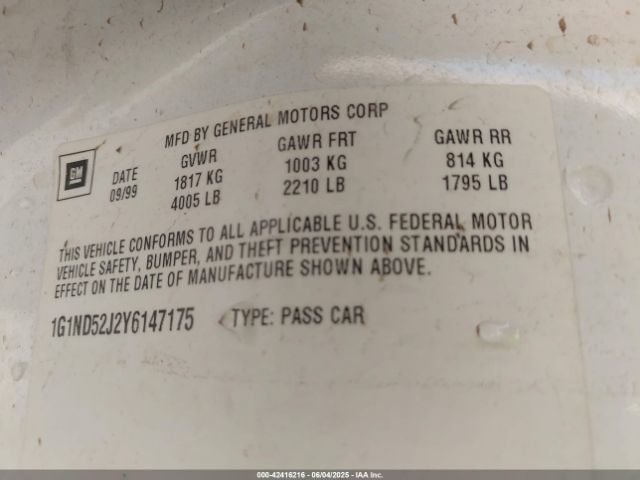 MFD BY GENERAL MOTORS CORP
GM
DATE
09/99
GVWR
1817 KG
4005 LB
GAWR FRT
1003 KG
2210 LB
GAWR RR
814 KG
1795 LB
THIS VEHICLE CONFORMS TO ALL APPLICABLE U.S. FEDERAL MOTOR
VEHICLE SAFETY, BUMPER, AND THEFT PREVENTION STANDARDS IN
EFFECT ON THE DATE OF MANUFACTURE SHOWN ABOVE.
1G1ND52J2Y6147175 TYPE: PASS CAR
000-42416216 - 06/04/2025 - IAA Inc.